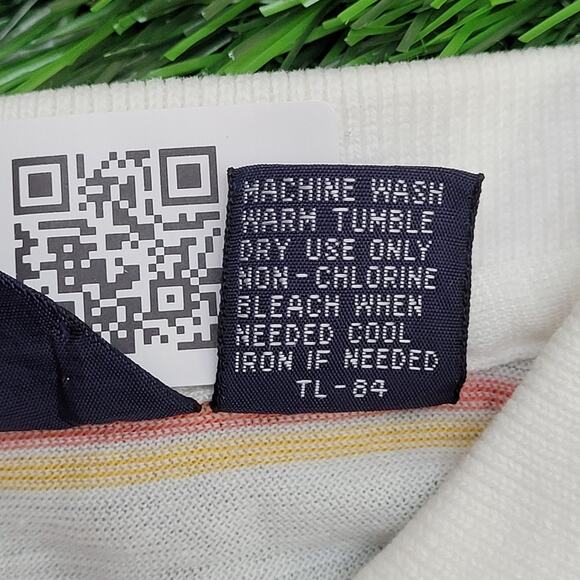 MACHINE WASH
WARM TUMBLE
DRY USE ONLY
NON-CHLORINE
BLEACH WHEN
NEEDED COOL
IRON IF NEEDED
TL-84